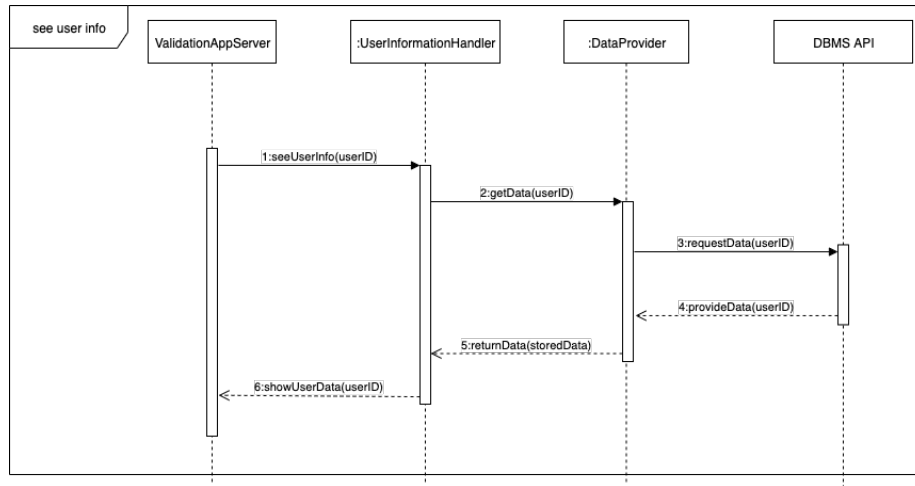 see user info
ValidationAppServer
:UserInformationHandler
:DataProvider
DBMS API
1:seeUserInfo(userID)
2:getData(userID)
3:requestData(userID)
4:provideData(userID)
5:returnData(storedData)
6:showUserData(userID)